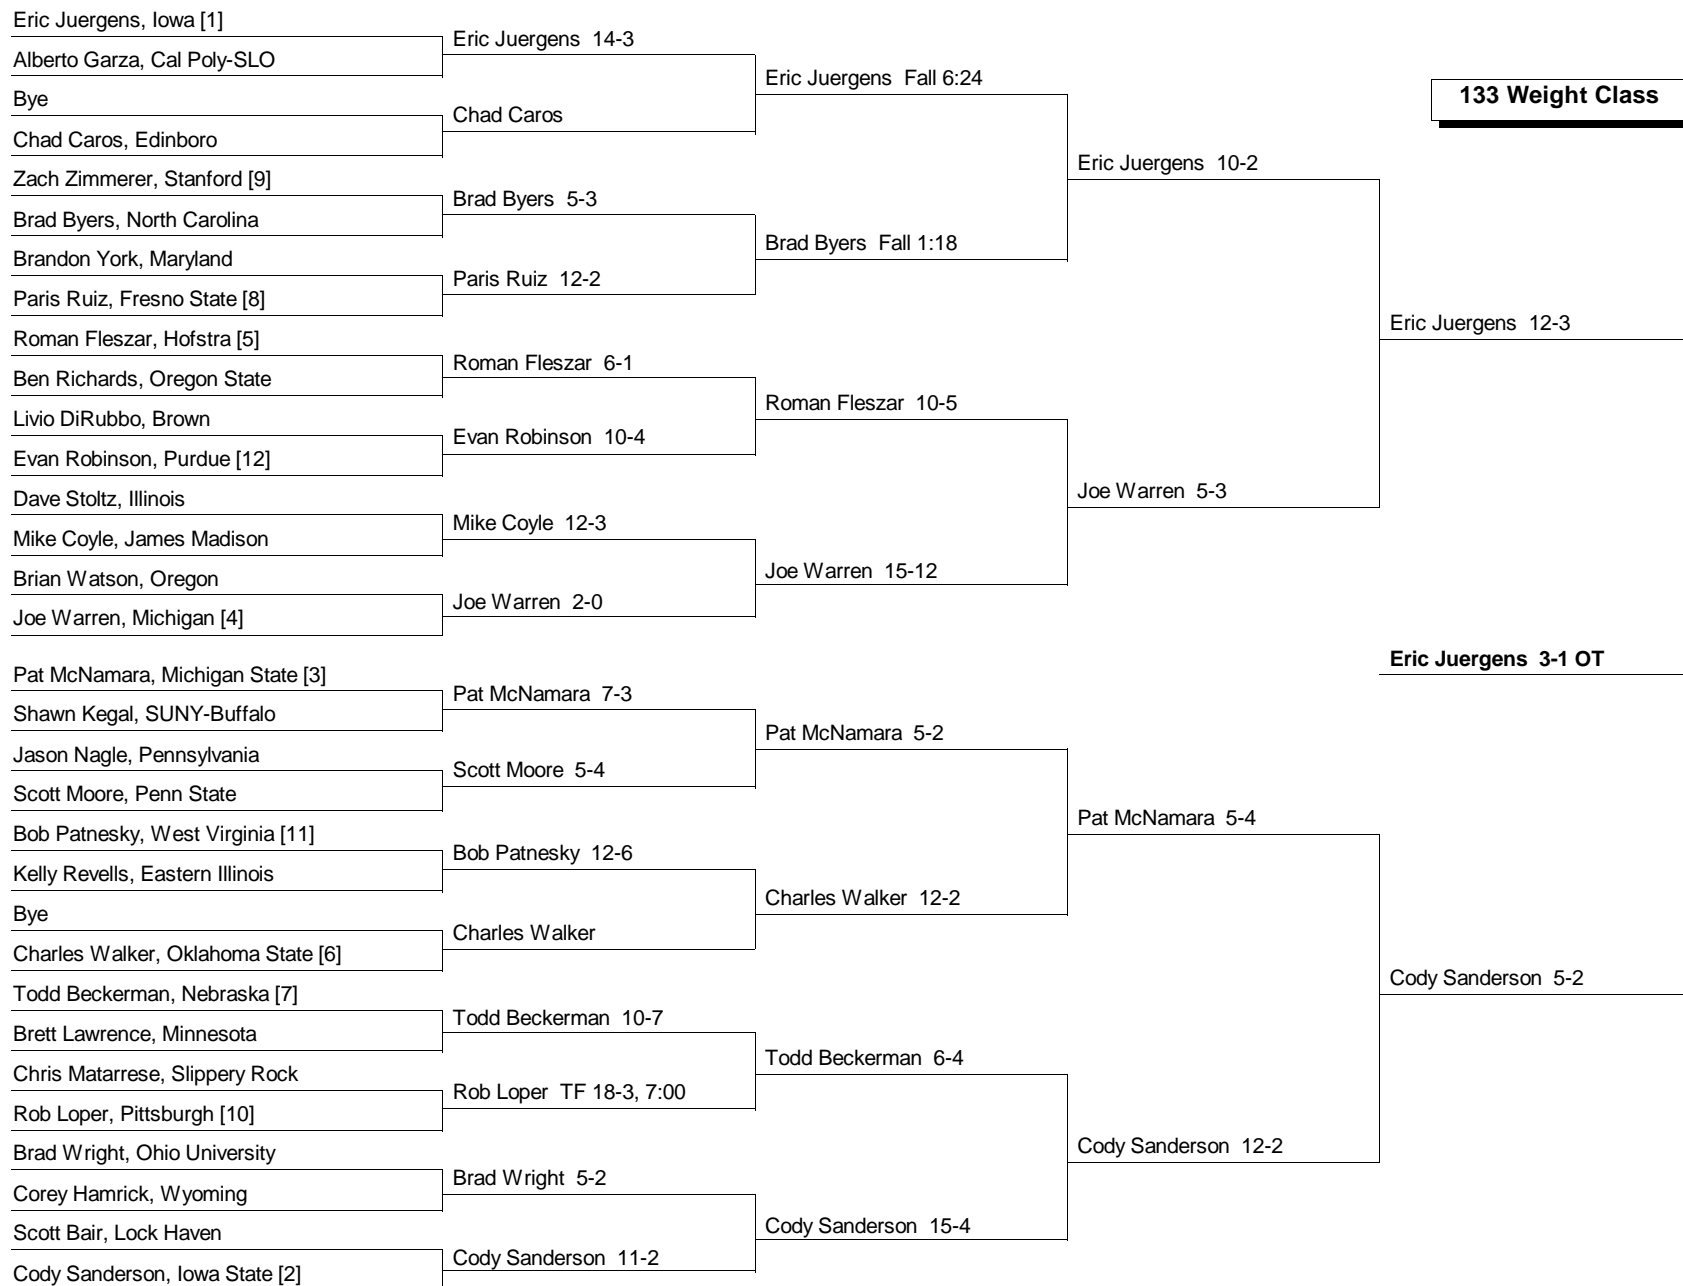 Eric Juergens, Iowa [1]
Alberto Garza, Cal Poly-SLO
Bye
Chad Caros, Edinboro
Zach Zimmerer, Stanford [9]
Brad Byers, North Carolina
Brandon York, Maryland
Paris Ruiz, Fresno State [8]
Roman Fleszar, Hofstra [5]
Ben Richards, Oregon State
Livio DiRubbo, Brown
Evan Robinson, Purdue [12]
Dave Stoltz, Illinois
Mike Coyle, James Madison
Brian Watson, Oregon
Joe Warren, Michigan [4]
Pat McNamara, Michigan State [3]
Shawn Kegal, SUNY-Buffalo
Jason Nagle, Pennsylvania
Scott Moore, Penn State
Bob Patnesky, West Virginia [11]
Kelly Revells, Eastern Illinois
Bye
Charles Walker, Oklahoma State [6]
Todd Beckerman, Nebraska [7]
Brett Lawrence, Minnesota
Chris Matarrese, Slippery Rock
Rob Loper, Pittsburgh [10]
Brad Wright, Ohio University
Corey Hamrick, Wyoming
Scott Bair, Lock Haven
Cody Sanderson, Iowa State [2]
Eric Juergens 14-3
Chad Caros
Brad Byers 5-3
Paris Ruiz 12-2
Roman Fleszar 6-1
Evan Robinson 10-4
Mike Coyle 12-3
Joe Warren 2-0
Pat McNamara 7-3
Scott Moore 5-4
Bob Patnesky 12-6
Charles Walker
Todd Beckerman 10-7
Rob Loper TF 18-3, 7:00
Brad Wright 5-2
Cody Sanderson 11-2
Eric Juergens Fall 6:24
Brad Byers Fall 1:18
Roman Fleszar 10-5
Joe Warren 15-12
Pat McNamara 5-2
Charles Walker 12-2
Todd Beckerman 6-4
Cody Sanderson 15-4
Eric Juergens 10-2
Joe Warren 5-3
Pat McNamara 5-4
Cody Sanderson 12-2
133 Weight Class
Eric Juergens 12-3
Eric Juergens 3-1 OT
Cody Sanderson 5-2